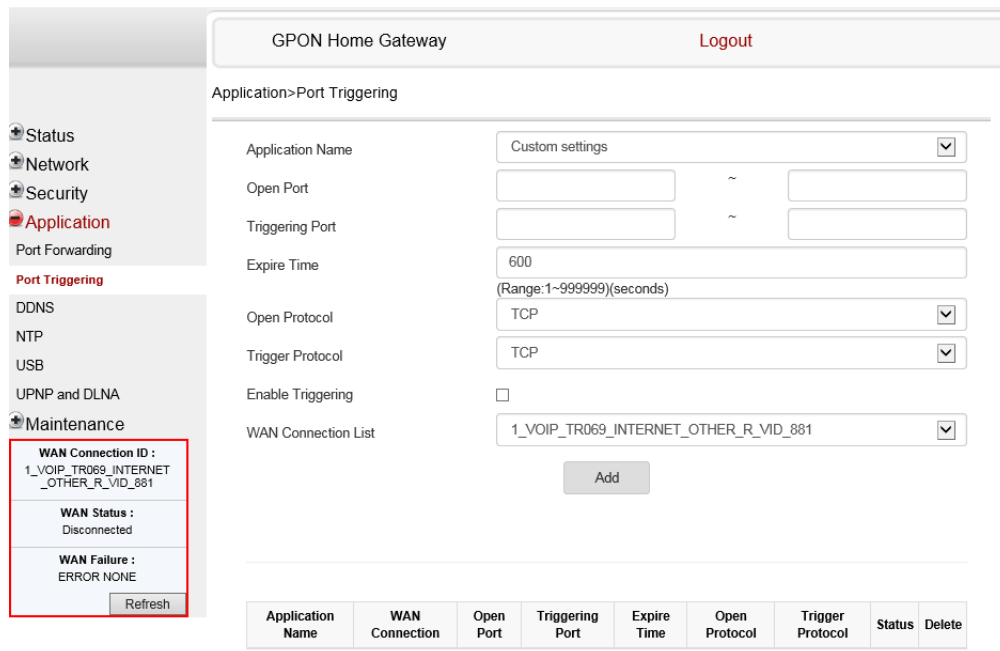 GPON Home Gateway Logout
Application>Port Triggering
Status
Network
Security
Application
Port Forwarding
Port Triggering
DDNS
NTP
USB
UPNP and DLNA
Maintenance
WAN Connection ID :
1_VOIP_TR069_INTERNET
_OTHER_R_VID_881
WAN Status :
Disconnected
WAN Failure :
ERROR NONE
Refresh
Application Name Custom settings
Open Port ~
Triggering Port ~
Expire Time 600
(Range:1~999999)(seconds)
Open Protocol TCP
Trigger Protocol TCP
Enable Triggering
WAN Connection List 1_VOIP_TR069_INTERNET_OTHER_R_VID_881
Add
Application WAN Open Triggering Expire Open Trigger Status Delete
Name Connection Port Port Time Protocol Protocol